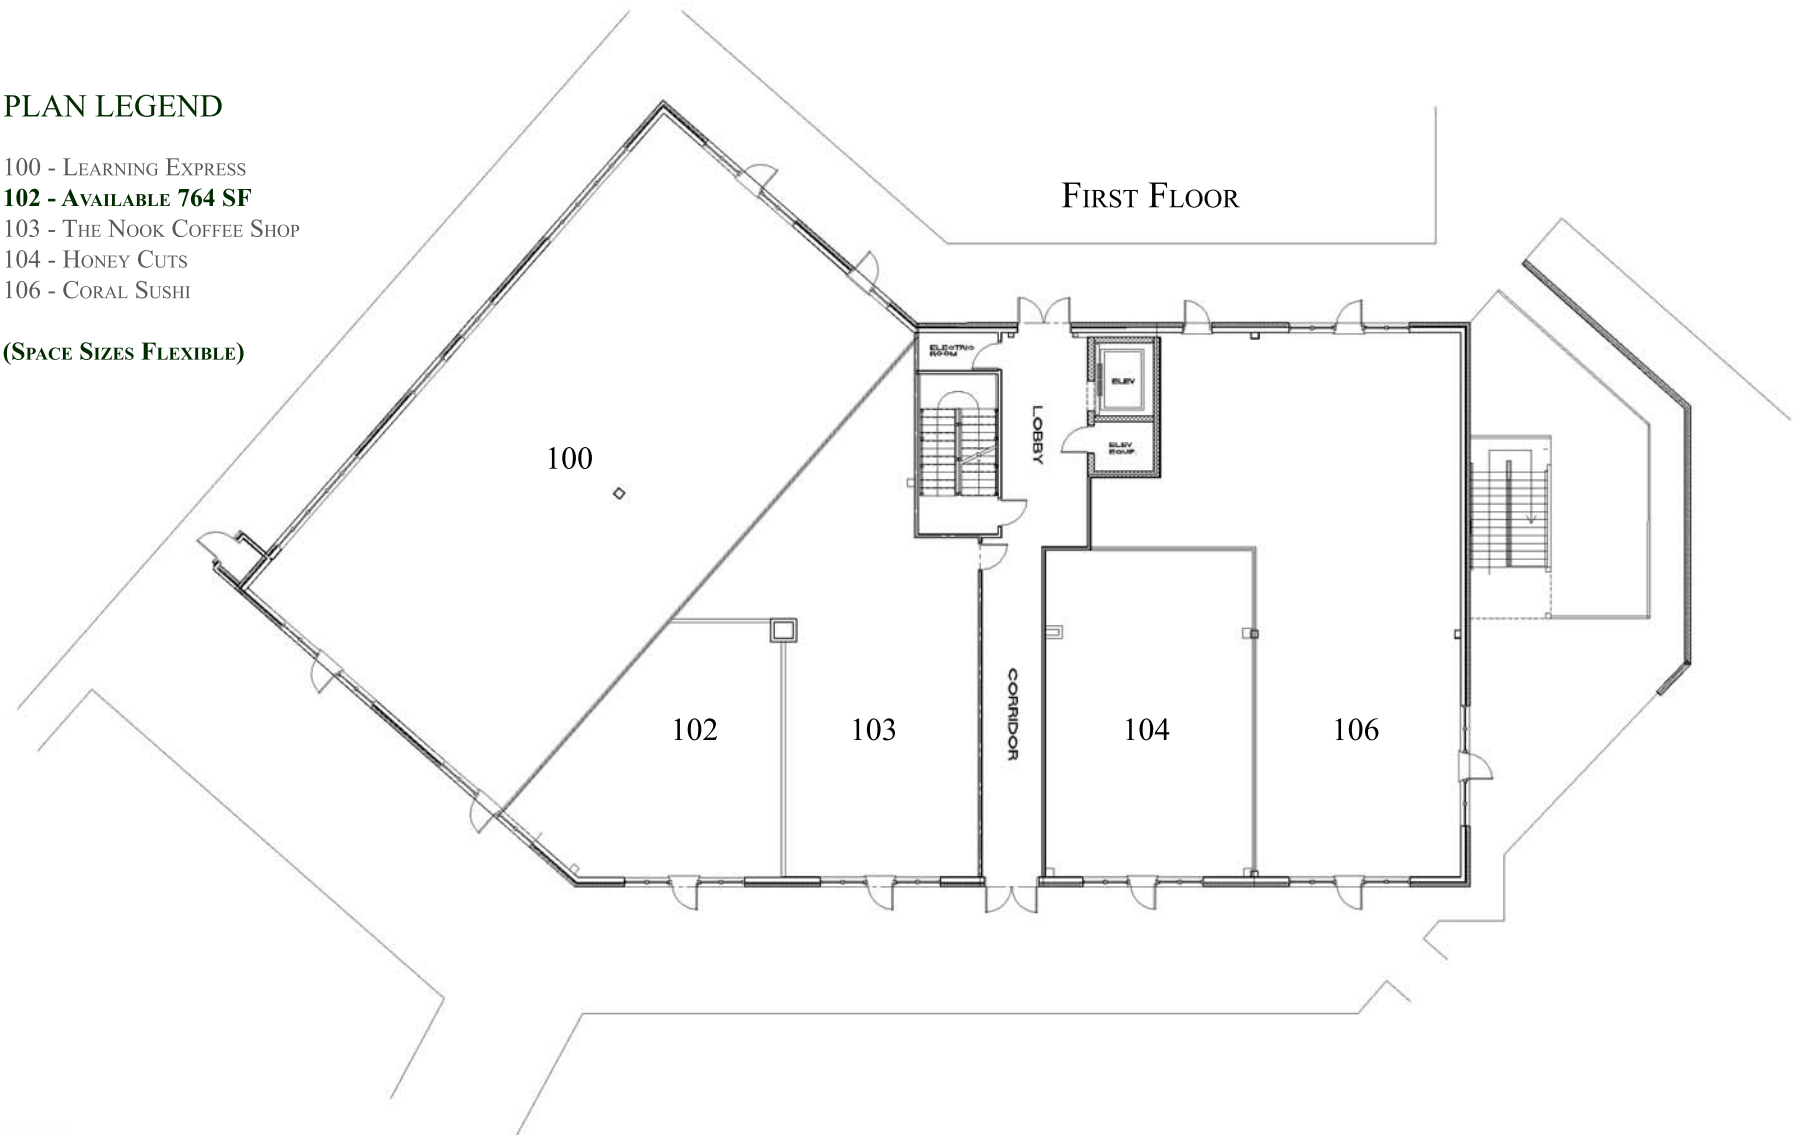 PLAN LEGEND
100 - Learning Express
102 - Available 764 SF
103 - The Nook Coffee Shop
104 - Honey Cuts
106 - Coral Sushi
(Space Sizes Flexible)
First Floor
ELECTRIC
ROOM
ELEV
LOBBY
ELEV
EQUIP.
100
CORRIDOR
102
103
104
106